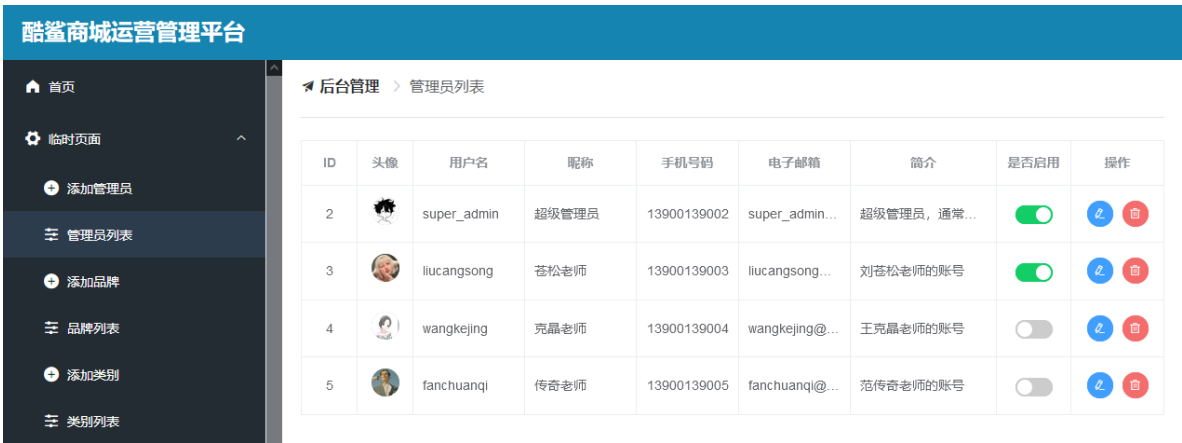 酷鲨商城运营管理平台
首页
临时页面
添加管理员
管理员列表
添加品牌
品牌列表
添加类别
类别列表
后台管理 > 管理员列表
ID 头像 用户名 昵称 手机号码 电子邮箱 简介 是否启用 操作
2 super_admin 超级管理员 13900139002 super_admin... 超级管理员，通常...
3 liucangsong 苍松老师 13900139003 liucangsong... 刘苍松老师的账号
4 wangkejing 克晶老师 13900139004 wangkejing@... 王克晶老师的账号
5 fanchuanqi 传奇老师 13900139005 fanchuanqi@... 范传奇老师的账号